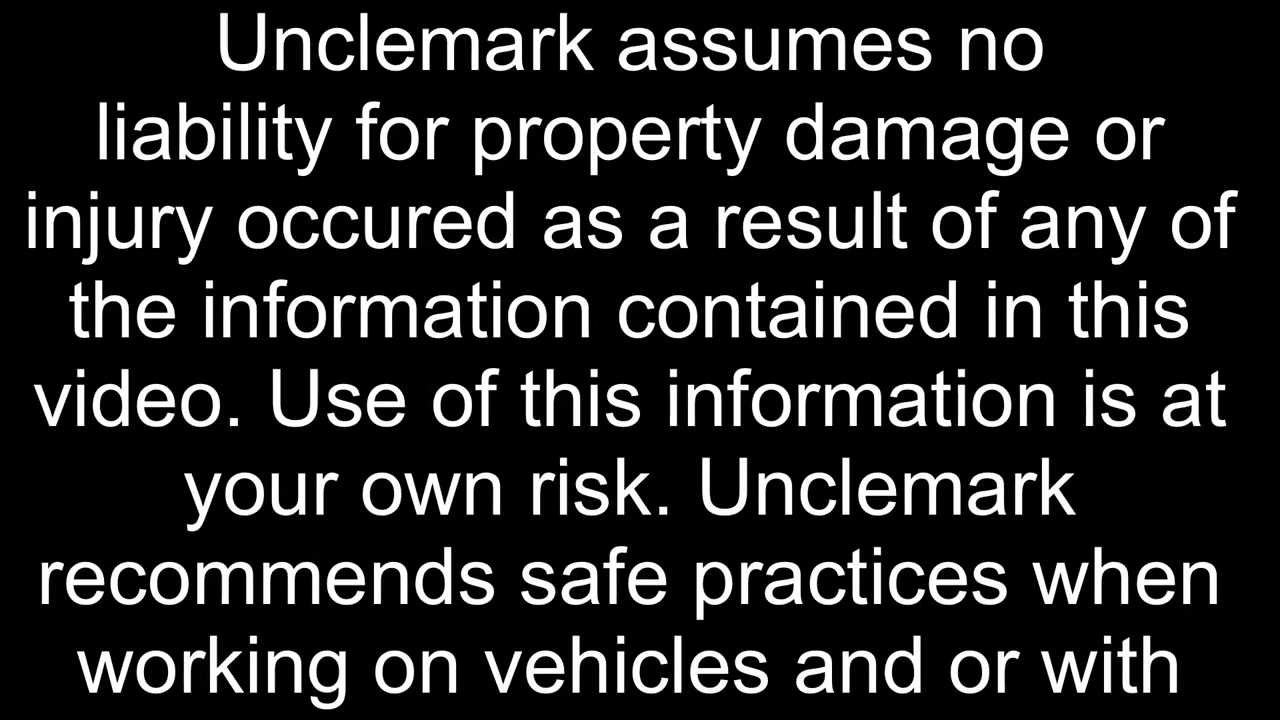 Unclemark assumes no
liability for property damage or
injury occured as a result of any of
the information contained in this
video. Use of this information is at
your own risk. Unclemark
recommends safe practices when
working on vehicles and or with